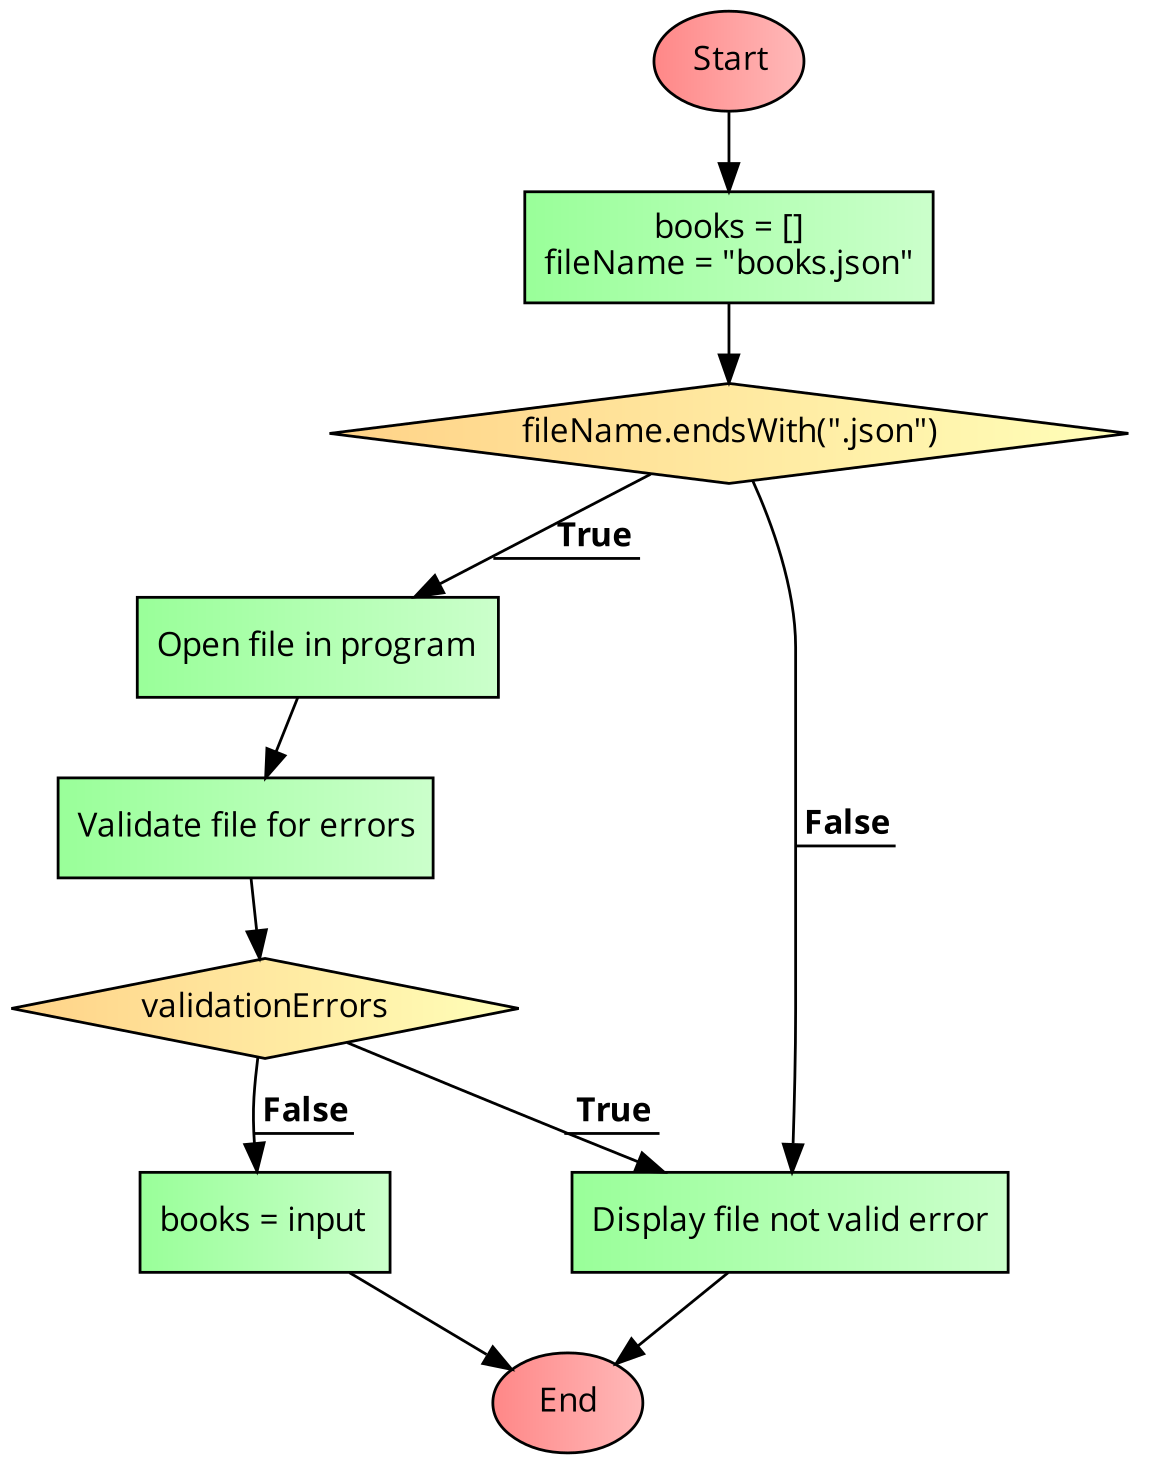 Start
books = []
fileName = "books.json"
fileName.endsWith(".json")
True
Open file in program
False
Validate file for errors
validationErrors
False
True
books = input
Display file not valid error
End